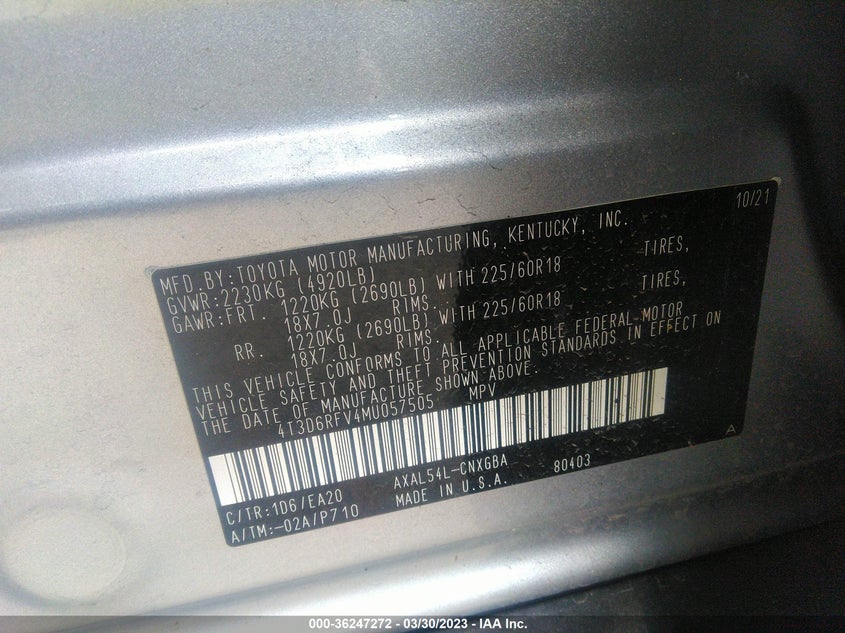 10/21
MFD. BY: TOYOTA MOTOR MANUFACTURING, KENTUCKY, INC.
GVWR: 2230KG (4920LB)
GAWR: FRT. 1220KG (2690LB) WITH 225/60R18 TIRES,
18X7.0J RIMS.
RR. 1220KG (2690LB) WITH 225/60R18 TIRES,
18X7.0J RIMS.
THIS VEHICLE CONFORMS TO ALL APPLICABLE FEDERAL MOTOR
VEHICLE SAFETY AND THEFT PREVENTION STANDARDS IN EFFECT ON
THE DATE OF MANUFACTURE SHOWN ABOVE.
4T3D6RFV4MU057505 MPV
AXAL54L-CNXGBA 80403
C/TR: 1D6/EA20 MADE IN U.S.A.
A/TM: -02A/P710
A
000-36247272 - 03/30/2023 - IAA Inc.